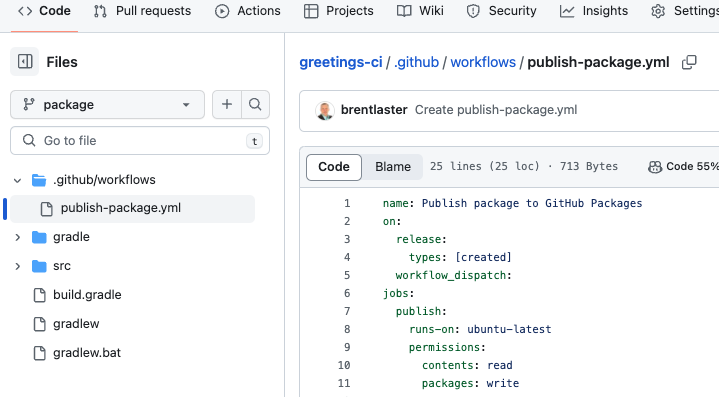 Code Pull requests Actions Projects Wiki Security Insights Settings
Files
package
Go to file t
.github/workflows
publish-package.yml
gradle
src
build.gradle
gradlew
gradlew.bat
greetings-ci / .github / workflows / publish-package.yml
brentlaster Create publish-package.yml
Code Blame 25 lines (25 loc) · 713 Bytes Code 55%
1 name: Publish package to GitHub Packages
2 on:
3 release:
4 types: [created]
5 workflow_dispatch:
6 jobs:
7 publish:
8 runs-on: ubuntu-latest
9 permissions:
10 contents: read
11 packages: write